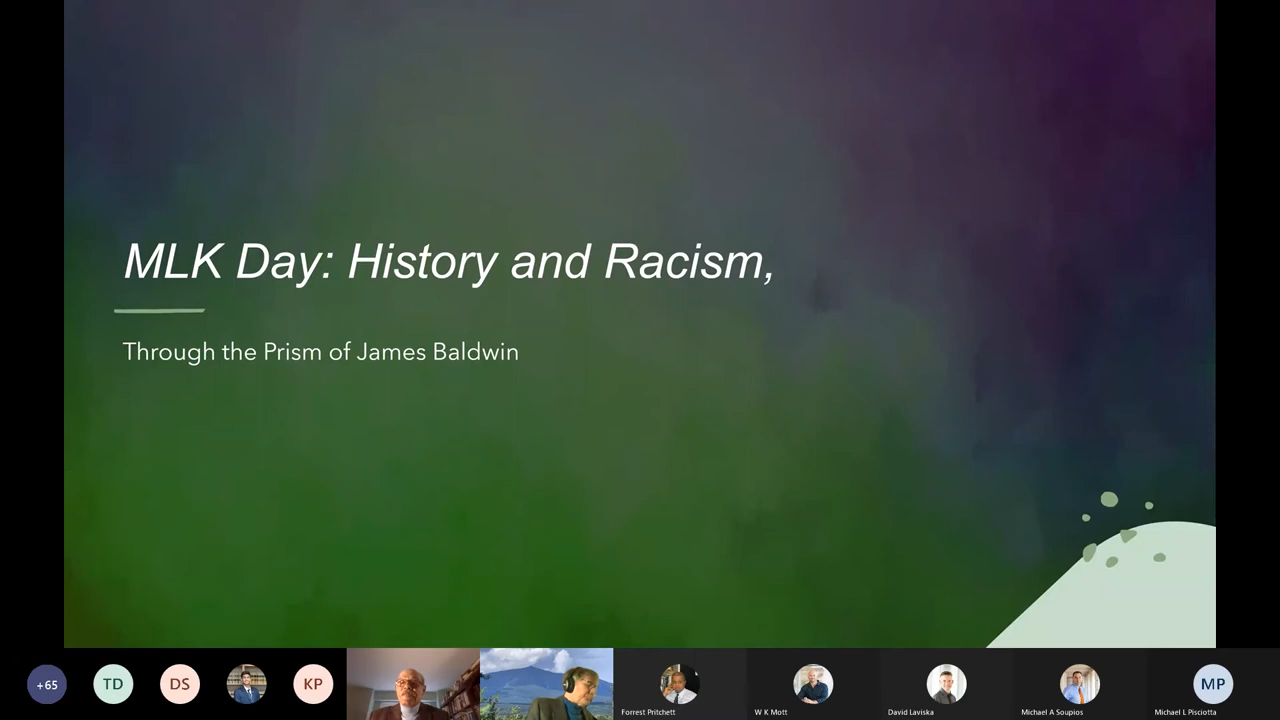 MLK Day: History and Racism,
Through the Prism of James Baldwin
+65
TD
DS
KP
Forrest Pritchett
W K Mott
David Laviska
Michael A Soupios
MP
Michael L Pisciotta